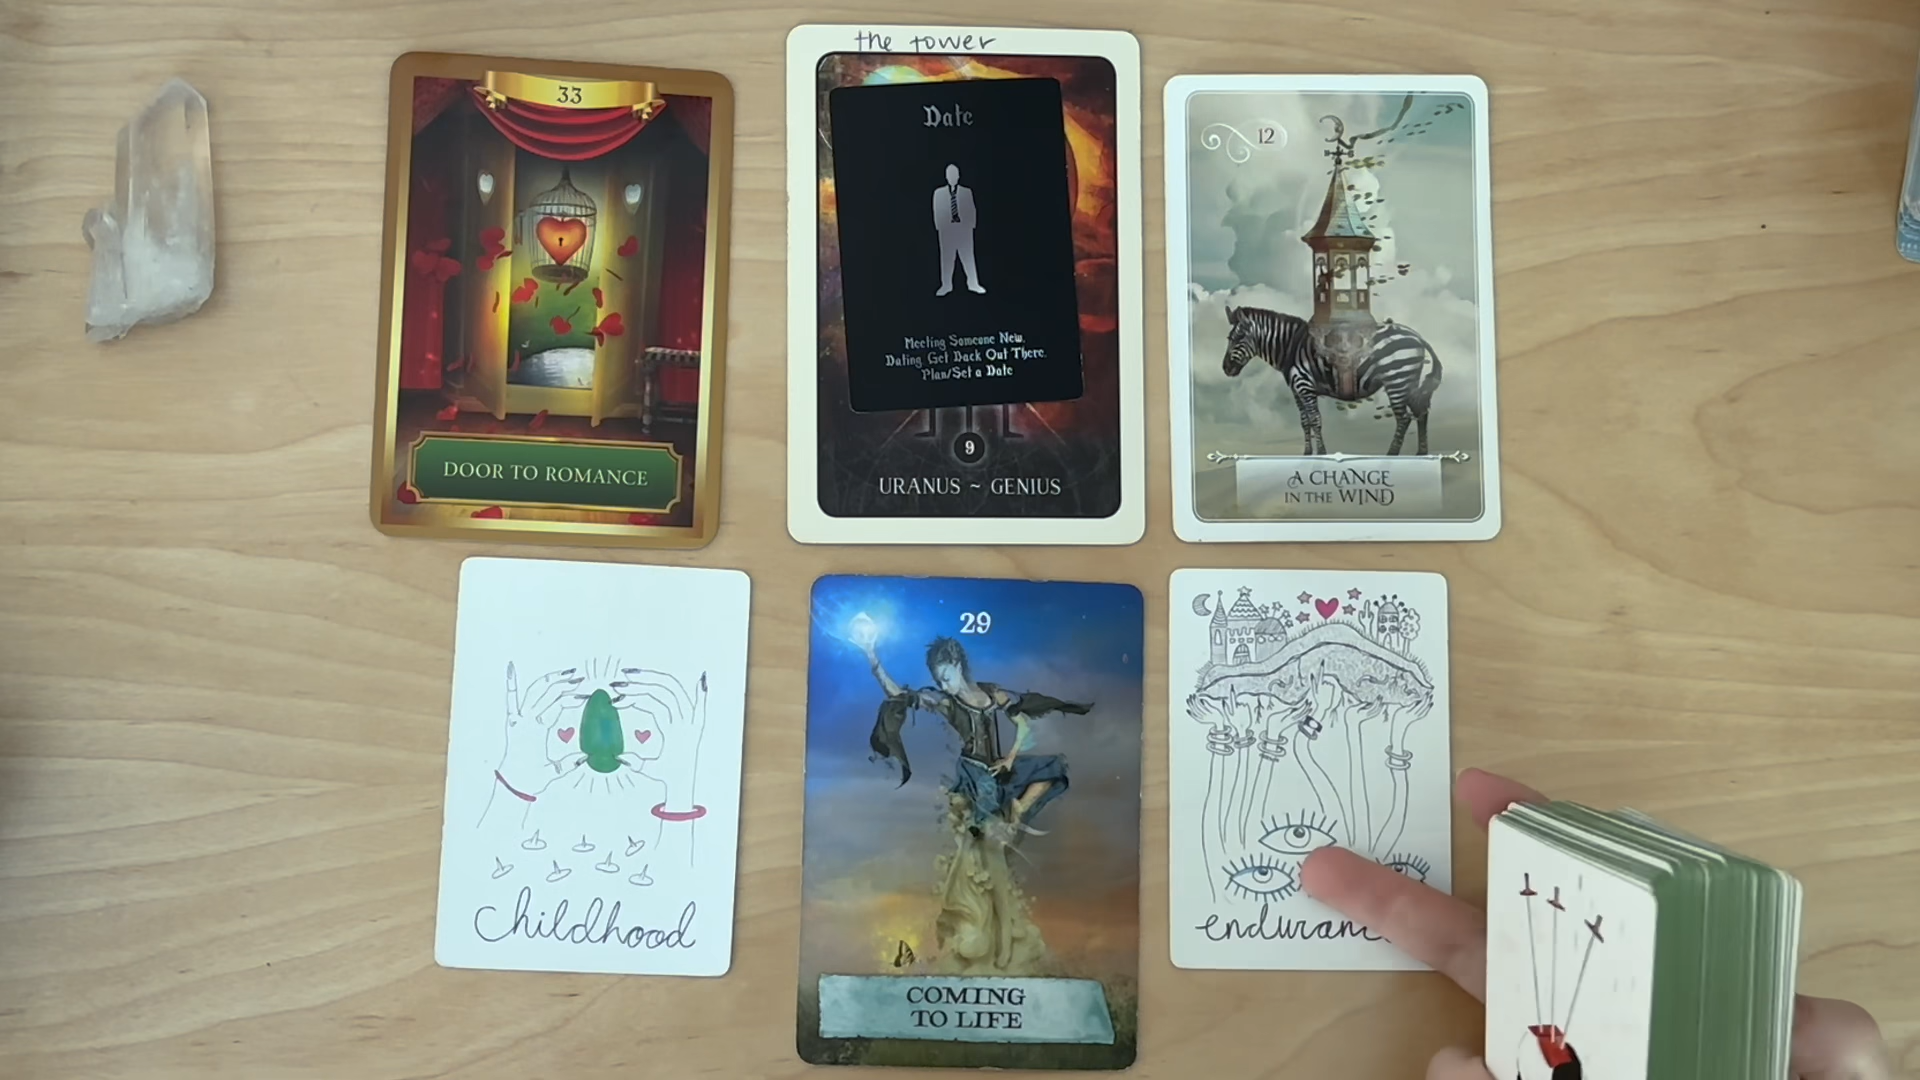 33
DOOR TO ROMANCE
the tower
Date
Meeting Someone New.
Dating. Get Back Out There.
Plan/Set a Date
9
URANUS ~ GENIUS
12
A CHANGE
IN THE WIND
childhood
29
COMING
TO LIFE